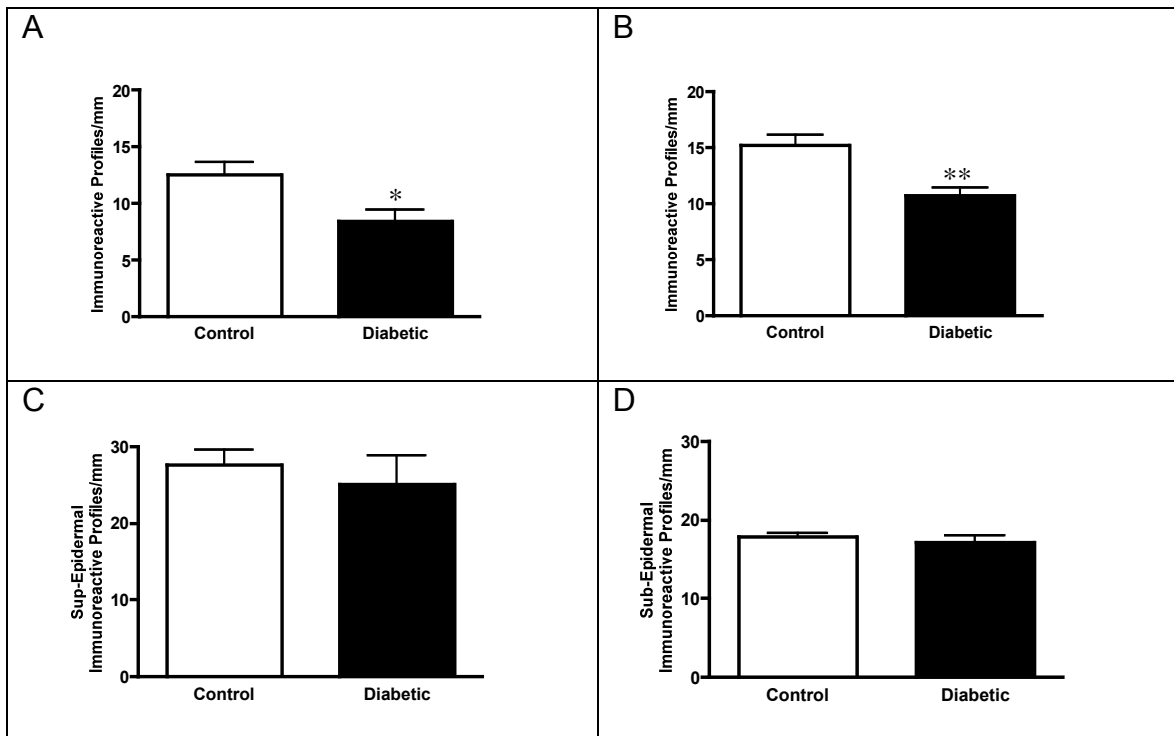 A
Immunoreactive Profiles/mm
20
15
10
5
0
*
Control
Diabetic
B
Immunoreactive Profiles/mm
20
15
10
5
0
**
Control
Diabetic
C
Sup-Epidermal
Immunoreactive Profiles/mm
30
20
10
0
Control
Diabetic
D
Sub-Epidermal
Immunoreactive Profiles/mm
30
20
10
0
Control
Diabetic